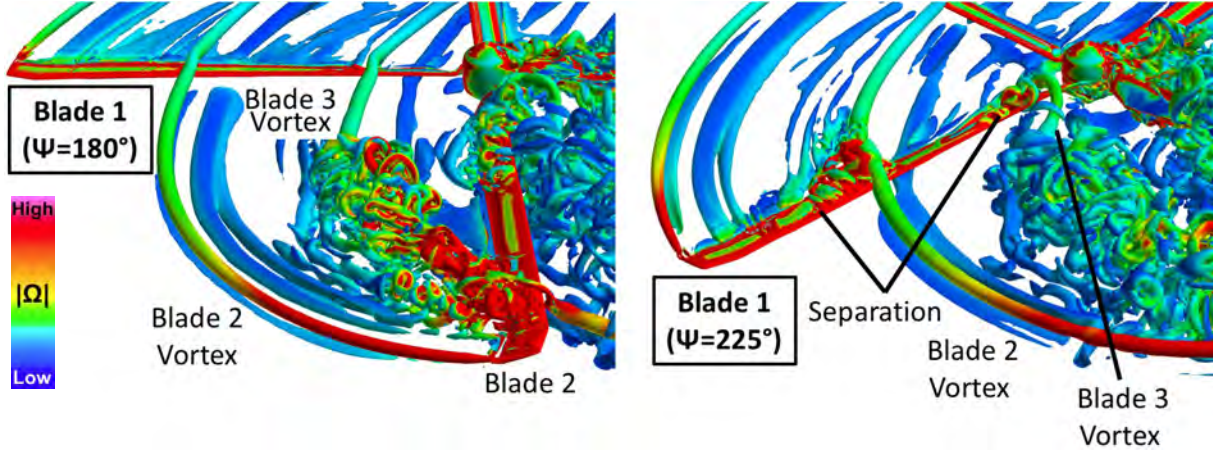 Blade 1
(Ψ=180°)
Blade 3
Vortex
High
|Ω|
Low
Blade 2
Vortex
Blade 2
Blade 1
(Ψ=225°)
Separation
Blade 2
Vortex
Blade 3
Vortex